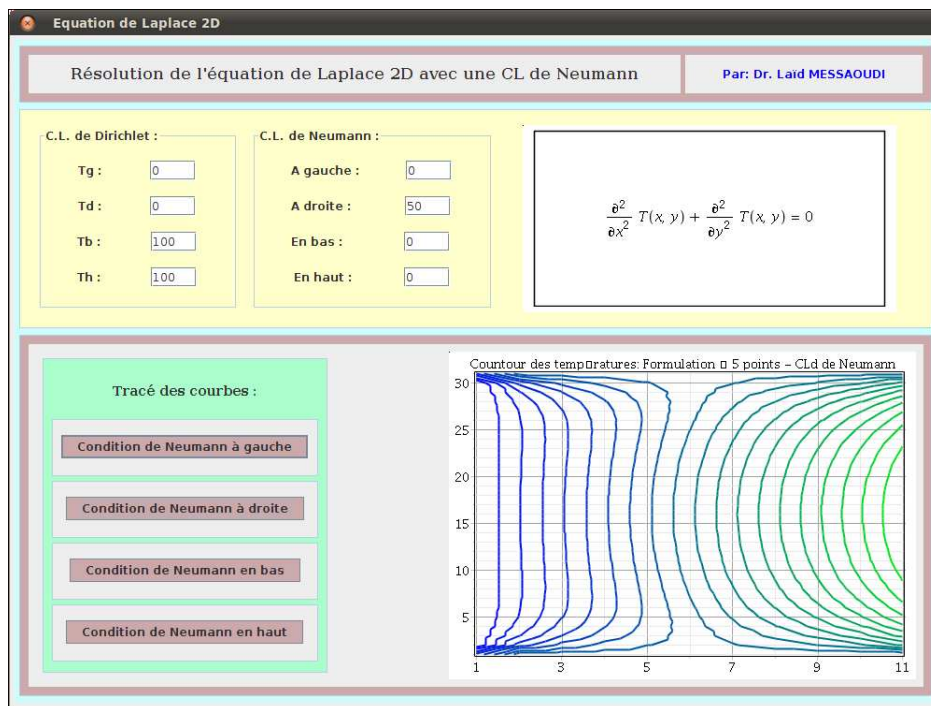 Equation de Laplace 2D
Résolution de l'équation de Laplace 2D avec une CL de Neumann
Par: Dr. Laïd MESSAOUDI
C.L. de Dirichlet :
Tg : 0
Td : 0
Tb : 100
Th : 100
C.L. de Neumann :
A gauche : 0
A droite : 50
En bas : 0
En haut : 0
∂²/∂x² T(x, y) + ∂²/∂y² T(x, y) = 0
Tracé des courbes :
Condition de Neumann à gauche
Condition de Neumann à droite
Condition de Neumann en bas
Condition de Neumann en haut
Countour des temp▯ratures: Formulation ▯ 5 points – CLd de Neumann
30
25
20
15
10
5
1 3 5 7 9 11